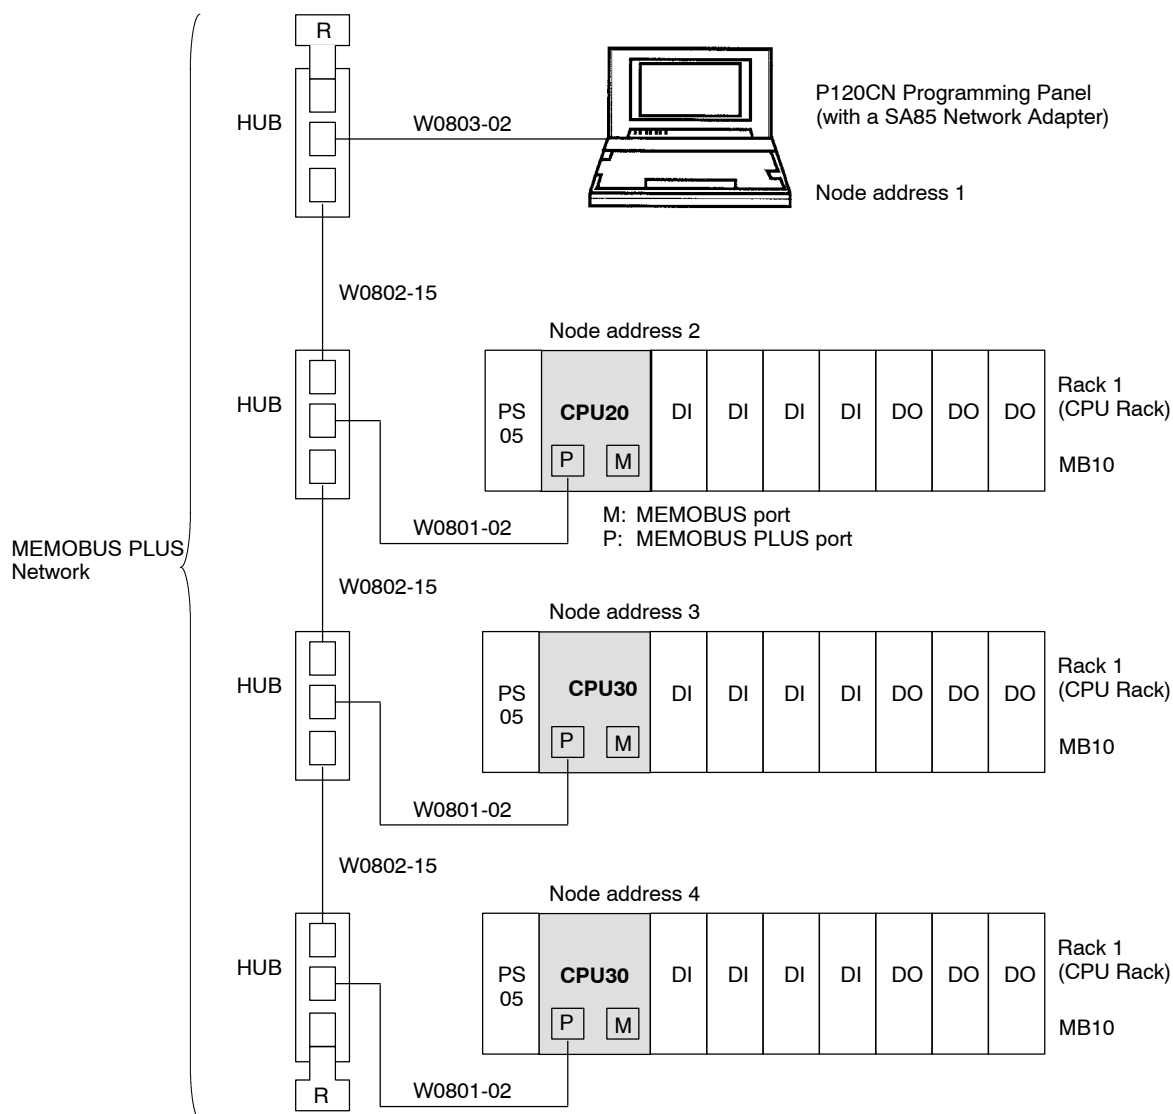 R
HUB
W0803-02
P120CN Programming Panel
(with a SA85 Network Adapter)
Node address 1
W0802-15
Node address 2
HUB
PS
05
CPU20
P
M
DI
DI
DI
DI
DO
DO
DO
Rack 1
(CPU Rack)
MB10
W0801-02
M: MEMOBUS port
P: MEMOBUS PLUS port
MEMOBUS PLUS
Network
W0802-15
Node address 3
HUB
PS
05
CPU30
P
M
DI
DI
DI
DI
DO
DO
DO
Rack 1
(CPU Rack)
MB10
W0801-02
W0802-15
Node address 4
HUB
PS
05
CPU30
P
M
DI
DI
DI
DI
DO
DO
DO
Rack 1
(CPU Rack)
MB10
W0801-02
R